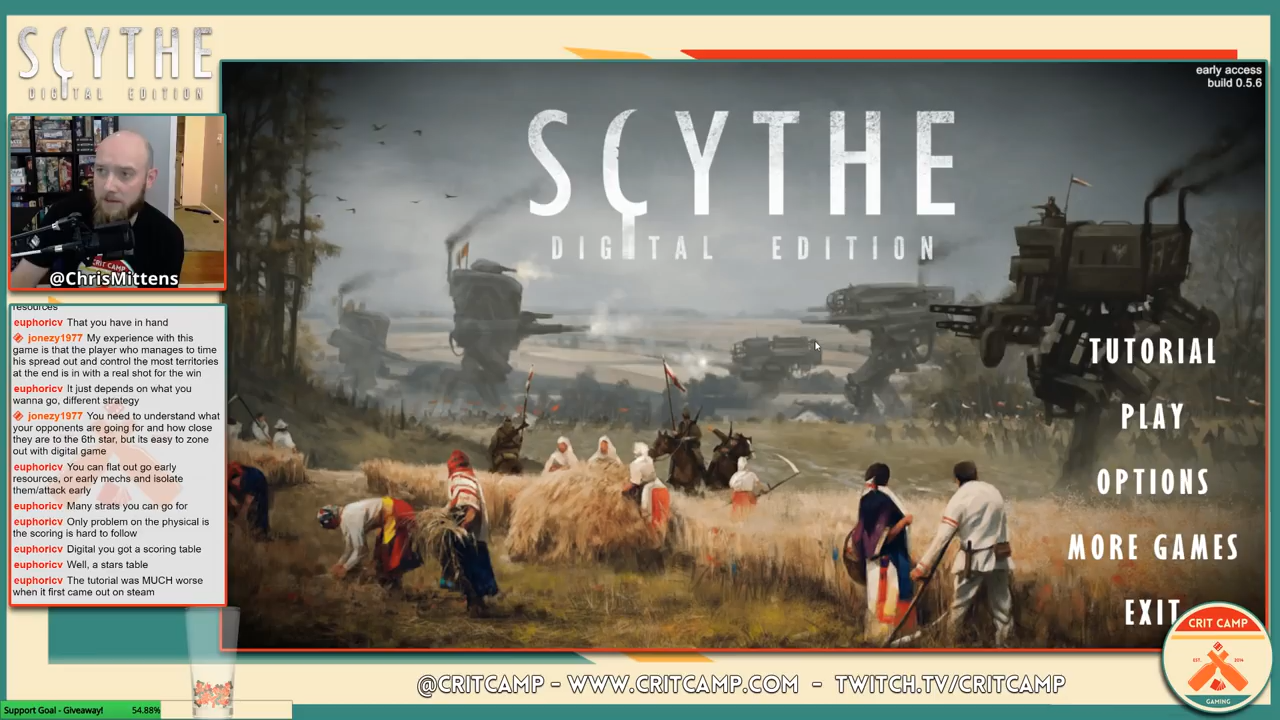 SCYTHE
DIGITAL EDITION
early access
build 0.5.6
SCYTHE
DIGITAL EDITION
CRIT CAMP
@ChrisMittens
resources
euphoricv That you have in hand
jonezy1977 My experience with this
game is that the player who manages to time
his spread out and control the most territories
at the end is in with a real shot for the win
euphoricv It just depends on what you
wanna go, different strategy
jonezy1977 You need to understand what
your opponents are going for and how close
they are to the 6th star, but its easy to zone
out with digital game
euphoricv You can flat out go early
resources, or early mechs and isolate
them/attack early
euphoricv Many strats you can go for
euphoricv Only problem on the physical is
the scoring is hard to follow
euphoricv Digital you got a scoring table
euphoricv Well, a stars table
euphoricv The tutorial was MUCH worse
when it first came out on steam
TUTORIAL
PLAY
OPTIONS
MORE GAMES
EXIT
CRIT CAMP
EST. 2014
GAMING
@CRITCAMP - WWW.CRITCAMP.COM - TWITCH.TV/CRITCAMP
Support Goal - Giveaway! 54.88%